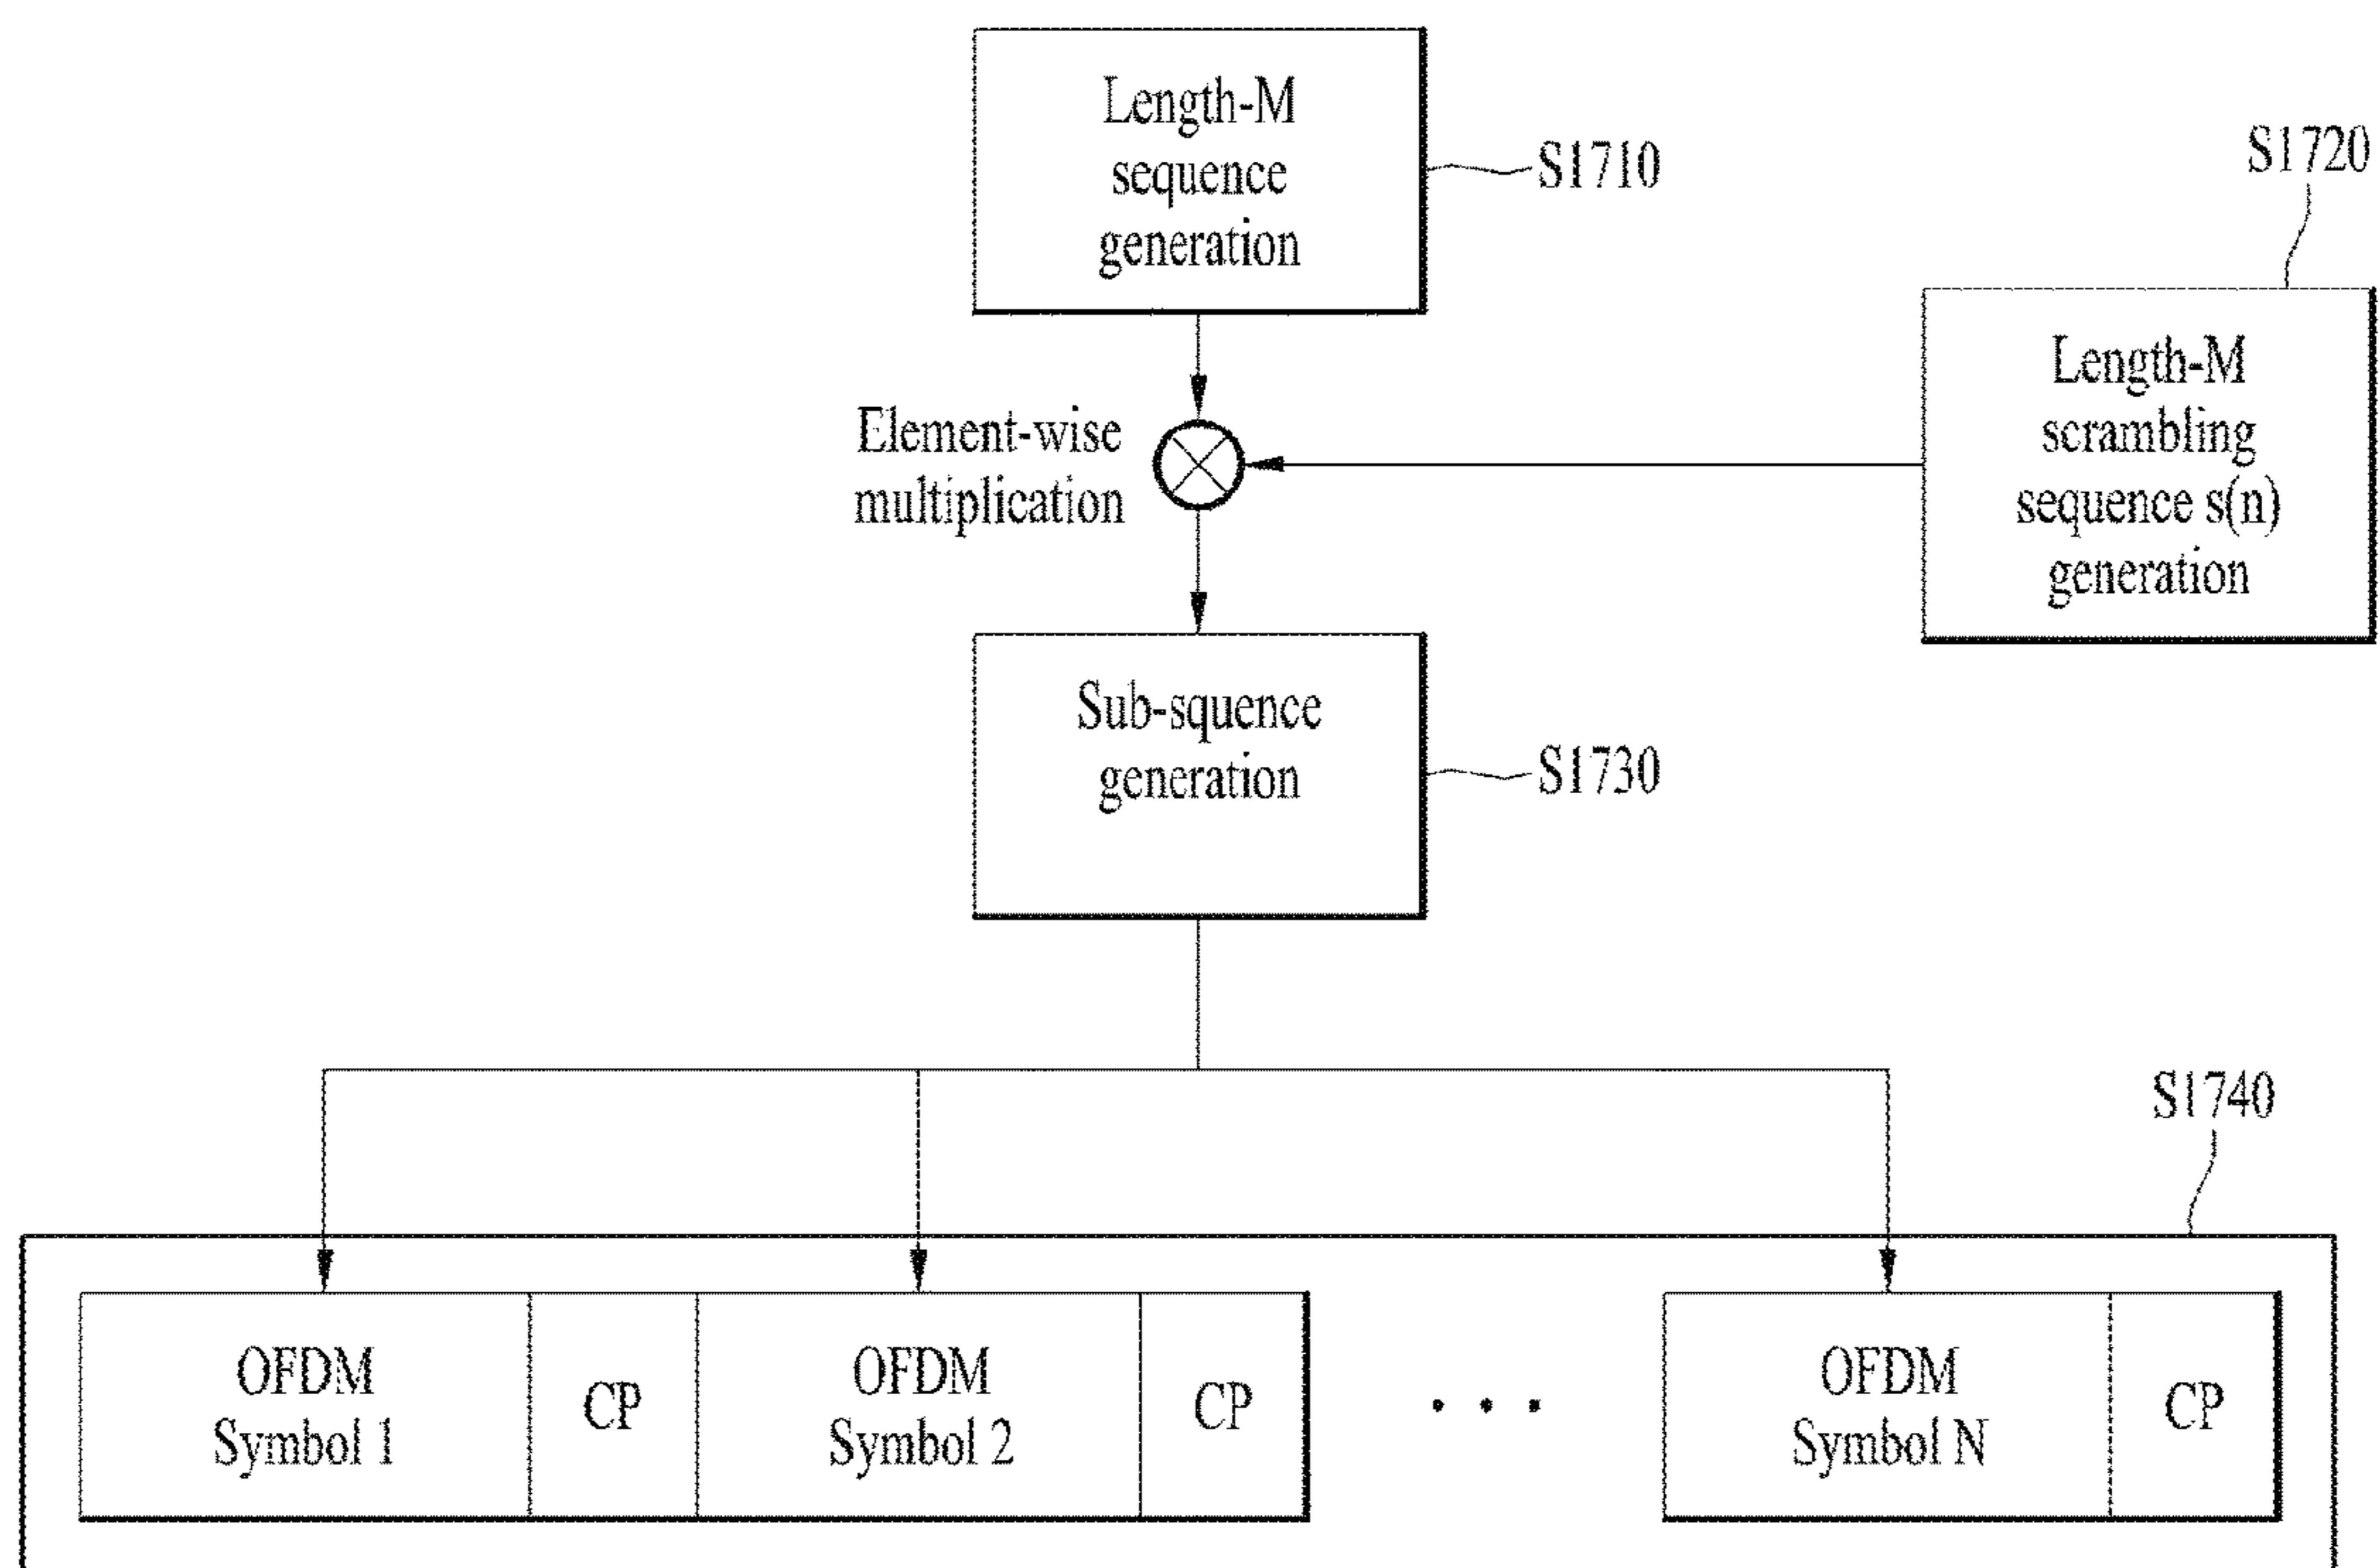 Length-M
sequence
generation
S1710
S1720
Length-M
scrambling
sequence s(n)
generation
Element-wise
multiplication
Sub-squence
generation
S1730
S1740
OFDM
Symbol 1
CP
OFDM
Symbol 2
CP
• • •
OFDM
Symbol N
CP